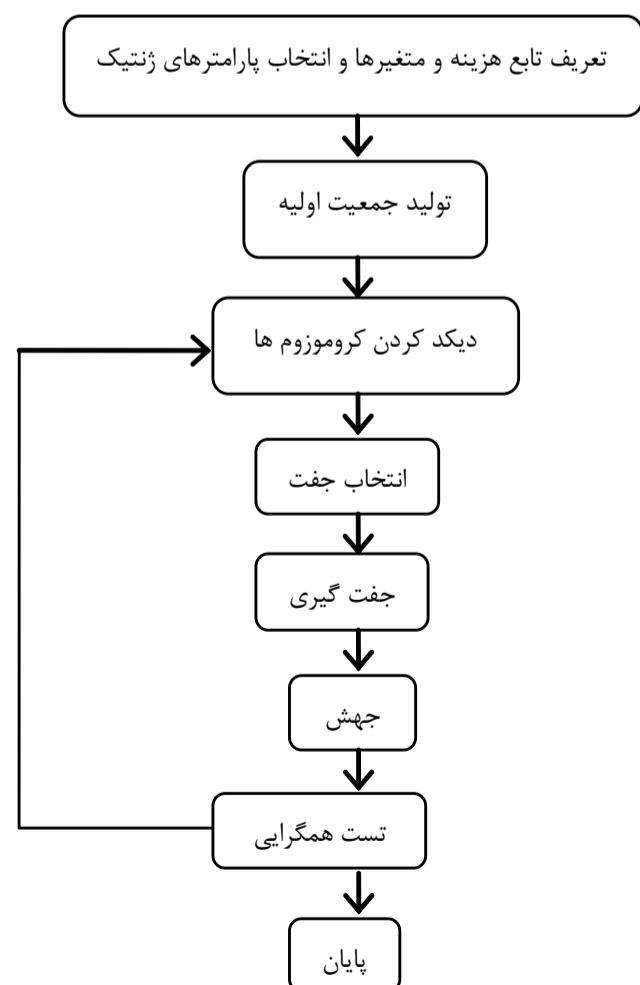 تعریف تابع هزینه و متغیرها و انتخاب پارامترهای ژنتیک
تولید جمعیت اولیه
دیکد کردن کروموزوم ها
انتخاب جفت
جفت گیری
جهش
تست همگرایی
پایان